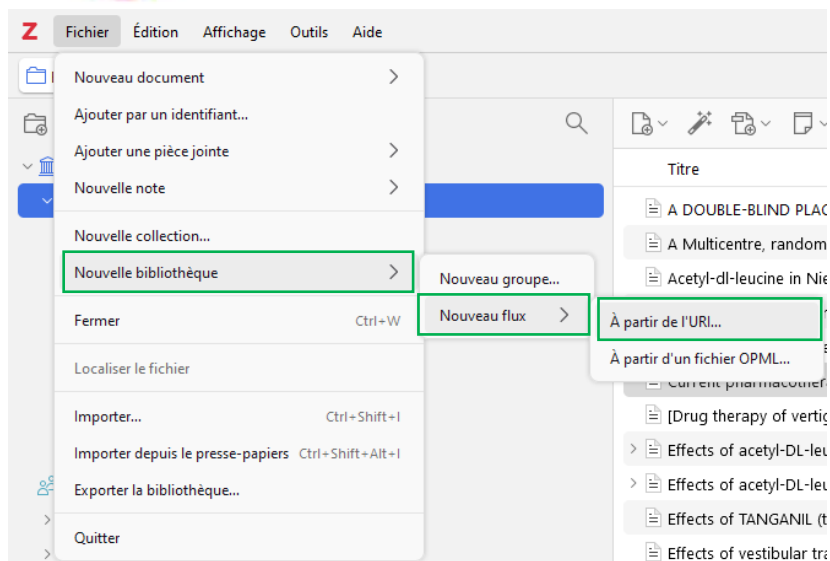 Z Fichier Édition Affichage Outils Aide
Nouveau document
Ajouter par un identifiant...
Ajouter une pièce jointe
Nouvelle note
Nouvelle collection...
Nouvelle bibliothèque
Fermer Ctrl+W
Localiser le fichier
Importer... Ctrl+Shift+I
Importer depuis le presse-papiers Ctrl+Shift+Alt+I
Exporter la bibliothèque...
Quitter
Nouveau groupe...
Nouveau flux
À partir de l'URI...
À partir d'un fichier OPML...
Titre
A DOUBLE-BLIND PLAC
A Multicentre, random
Acetyl-dl-leucine in Nie
Current pharmacother
[Drug therapy of vertig
Effects of acetyl-DL-leu
Effects of acetyl-DL-leu
Effects of TANGANIL (t
Effects of vestibular tra